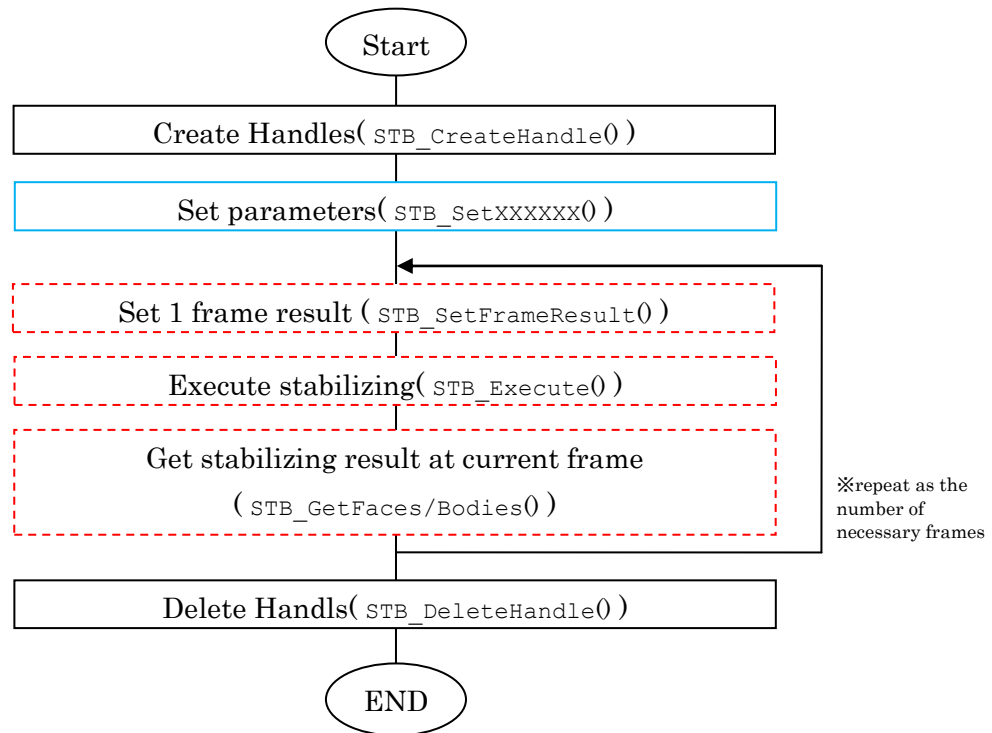 Start
Create Handles( STB_CreateHandle() )
Set parameters( STB_SetXXXXXX() )
Set 1 frame result ( STB_SetFrameResult() )
Execute stabilizing( STB_Execute() )
Get stabilizing result at current frame
( STB_GetFaces/Bodies() )
※repeat as the
number of
necessary frames
Delete Handls( STB_DeleteHandle() )
END